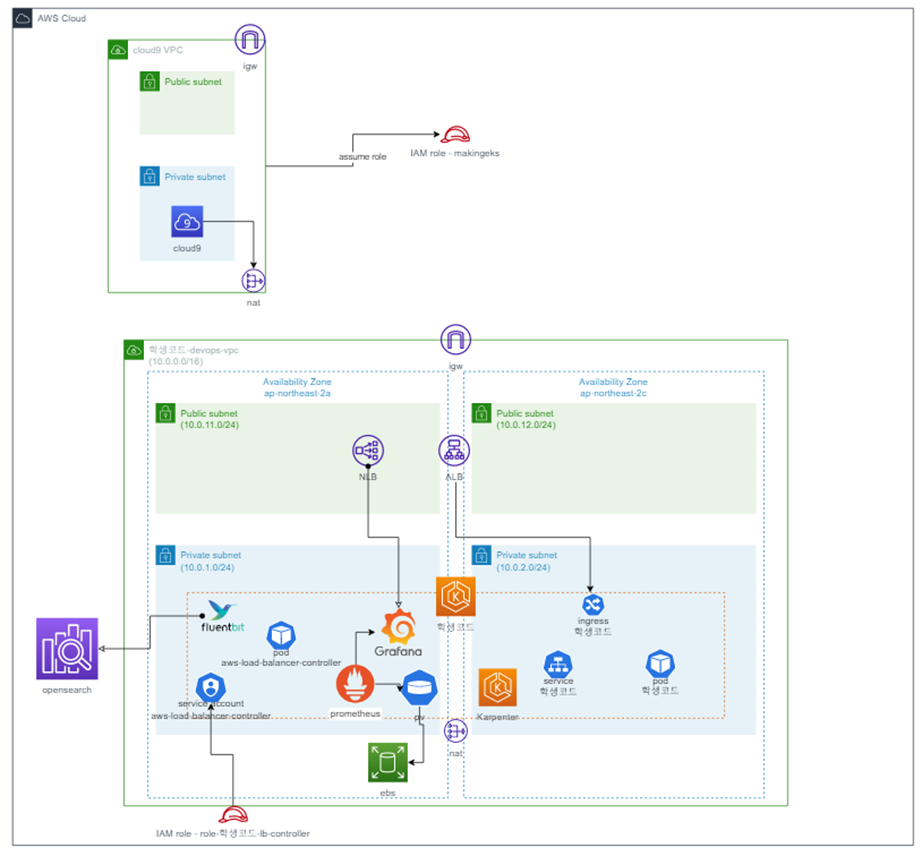 AWS Cloud
cloud9 VPC
igw
Public subnet
assume role
IAM role - makingeks
Private subnet
9
cloud9
nat
학생코드-devops-vpc
(10.0.0.0/16)
igw
Availability Zone
ap-northeast-2a
Availability Zone
ap-northeast-2c
Public subnet
(10.0.11.0/24)
Public subnet
(10.0.12.0/24)
NLB
ALB
Private subnet
(10.0.1.0/24)
Private subnet
(10.0.2.0/24)
K
학생코드
fluentbit
ingress
학생코드
pod
aws-load-balancer-controller
Grafana
opensearch
service account
aws-load-balancer-controller
prometheus
pv
K
Karpenter
service
학생코드
pod
학생코드
nat
ebs
IAM role - role-학생코드-lb-controller